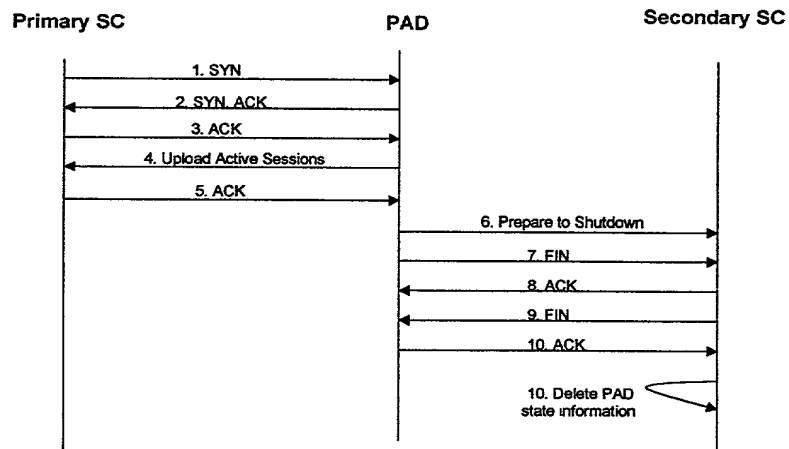 Primary SC
PAD
Secondary SC
1. SYN
2. SYN, ACK
3. ACK
4. Upload Active Sessions
5. ACK
6. Prepare to Shutdown
7. FIN
8. ACK
9. FIN
10. ACK
10. Delete PAD
state information